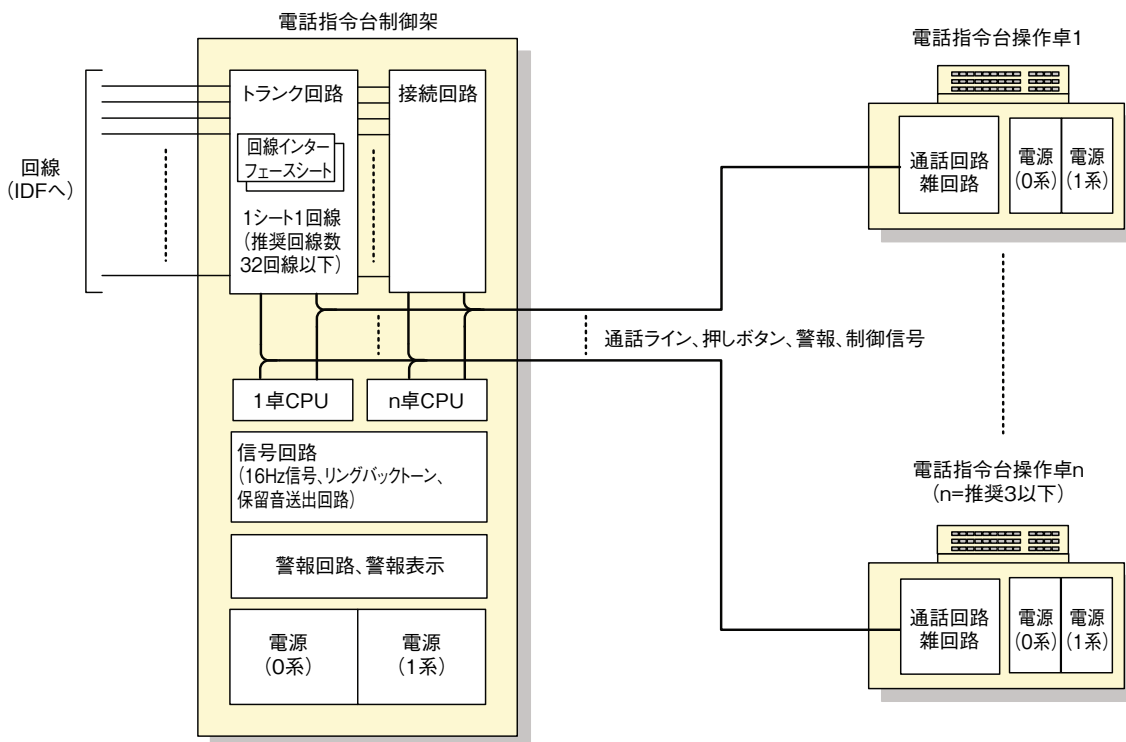 電話指令台制御架
回線
(IDFへ)
トランク回路
回線インター
フェースシート
1シート1回線
(推奨回線数
32回線以下)
接続回路
1卓CPU
n卓CPU
信号回路
(16Hz信号、リングバックトーン、
保留音送出回路)
警報回路、警報表示
電源
(0系)
電源
(1系)
通話ライン、押しボタン、警報、制御信号
電話指令台操作卓1
通話回路
雑回路
電源
(0系)
電源
(1系)
電話指令台操作卓n
(n=推奨3以下)
通話回路
雑回路
電源
(0系)
電源
(1系)